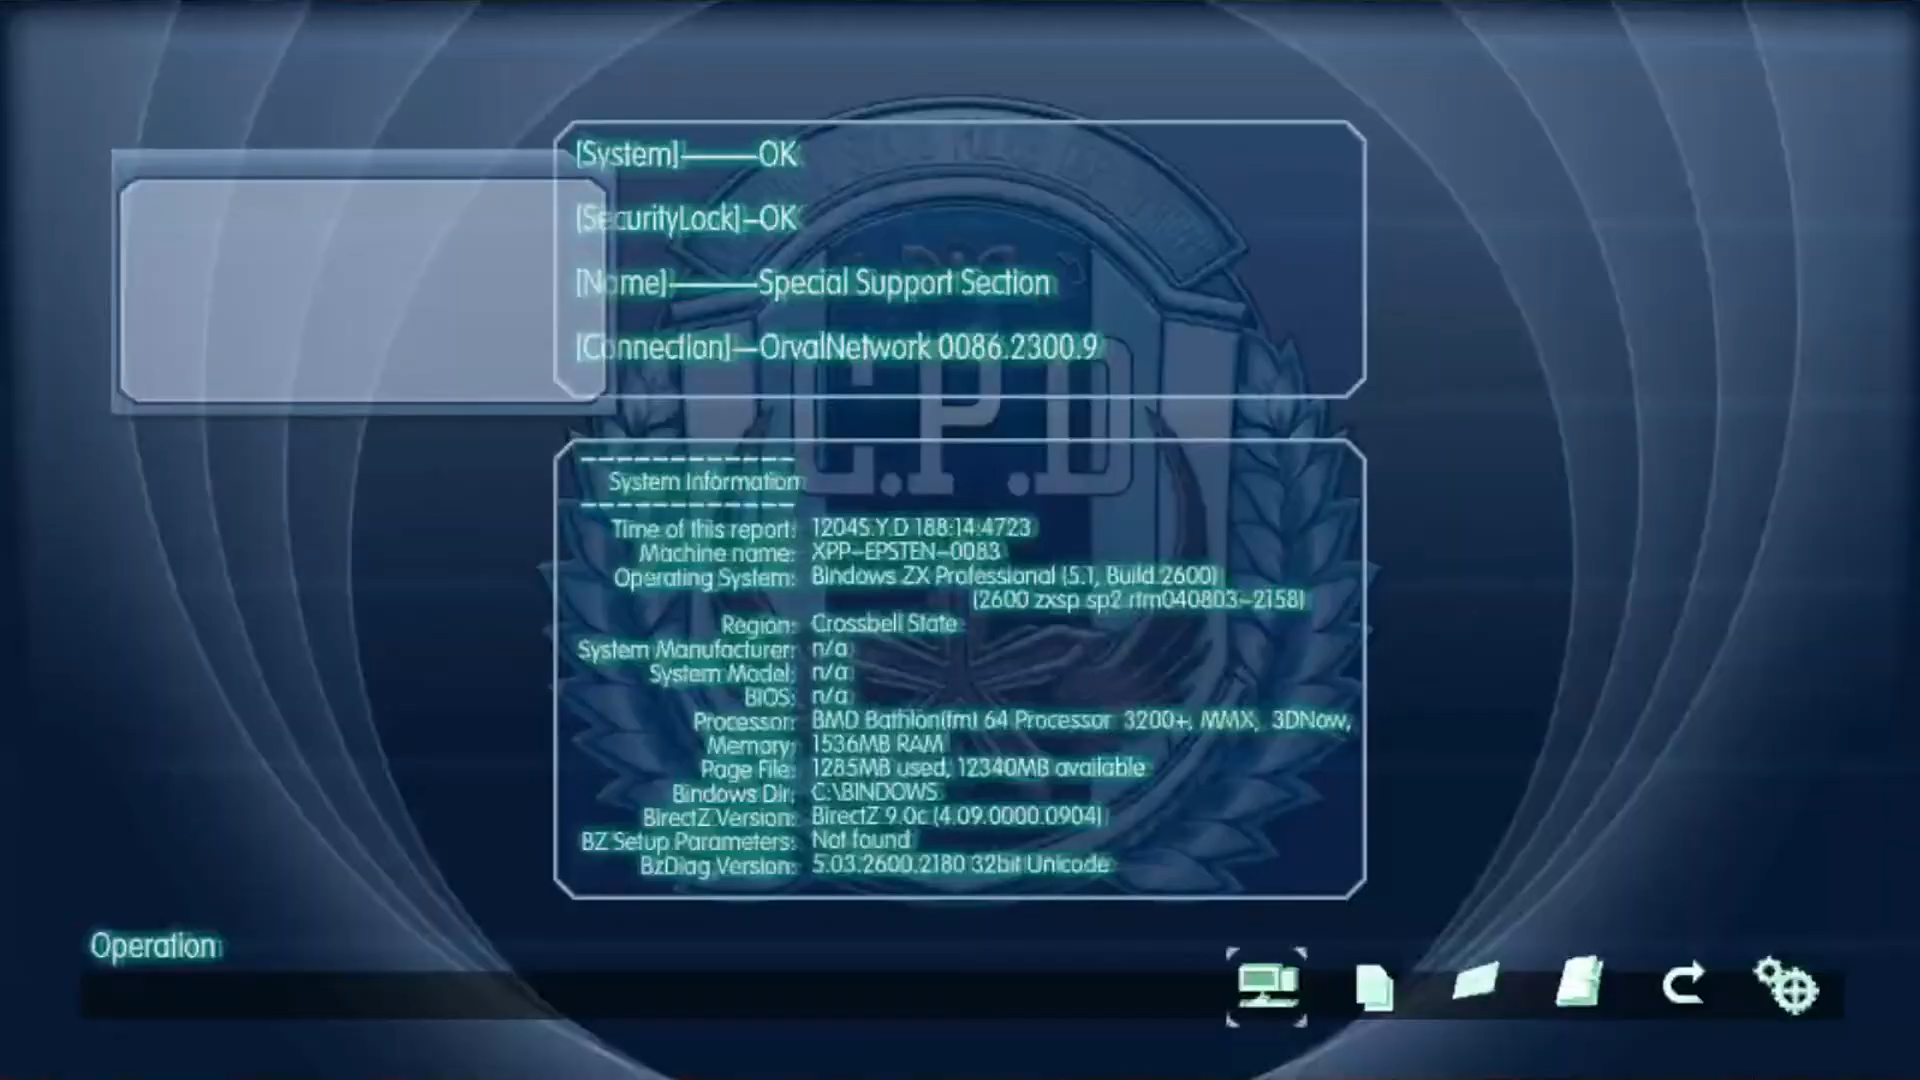 [System]———OK
[SecurityLock]—OK
[Name]————Special Support Section
[Connection]—OrvalNetwork 0086.2300.9
C.P.D
System Information
Time of this report: 1204S.Y.D 188:14:4723
Machine name: XPP-EPSTEN-0083
Operating System: Bindows ZX Professional (5.1, Build 2600)
(2600 zxsp sp2 rtm040803-2158)
Region: Crossbell State
System Manufacturer: n/a
System Model: n/a
BIOS: n/a
Processor: BMD Bathlon(tm) 64 Processor 3200+, MMX, 3DNow,
Memory: 1536MB RAM
Page File: 1285MB used, 12340MB available
Bindows Dir: C:\BINDOWS
BirectZ Version: BirectZ 9.0c (4.09.0000.0904)
BZ Setup Parameters: Not found
BzDiag Version: 5.03.2600.2180 32bit Unicode
Operation